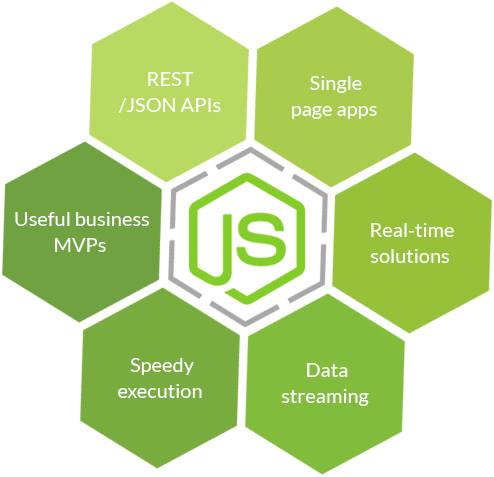 REST
/JSON APIs
Single
page apps
Useful business
MVPs
JS
Real-time
solutions
Speedy
execution
Data
streaming